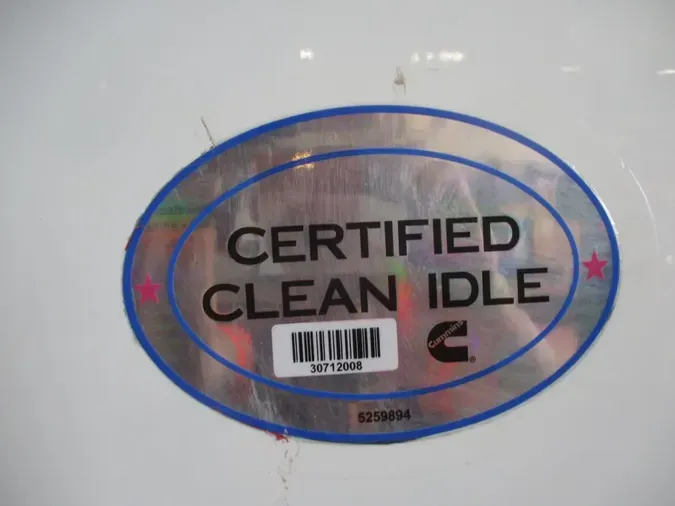 CERTIFIED
CLEAN IDLE
Cummins
30712008
5259894